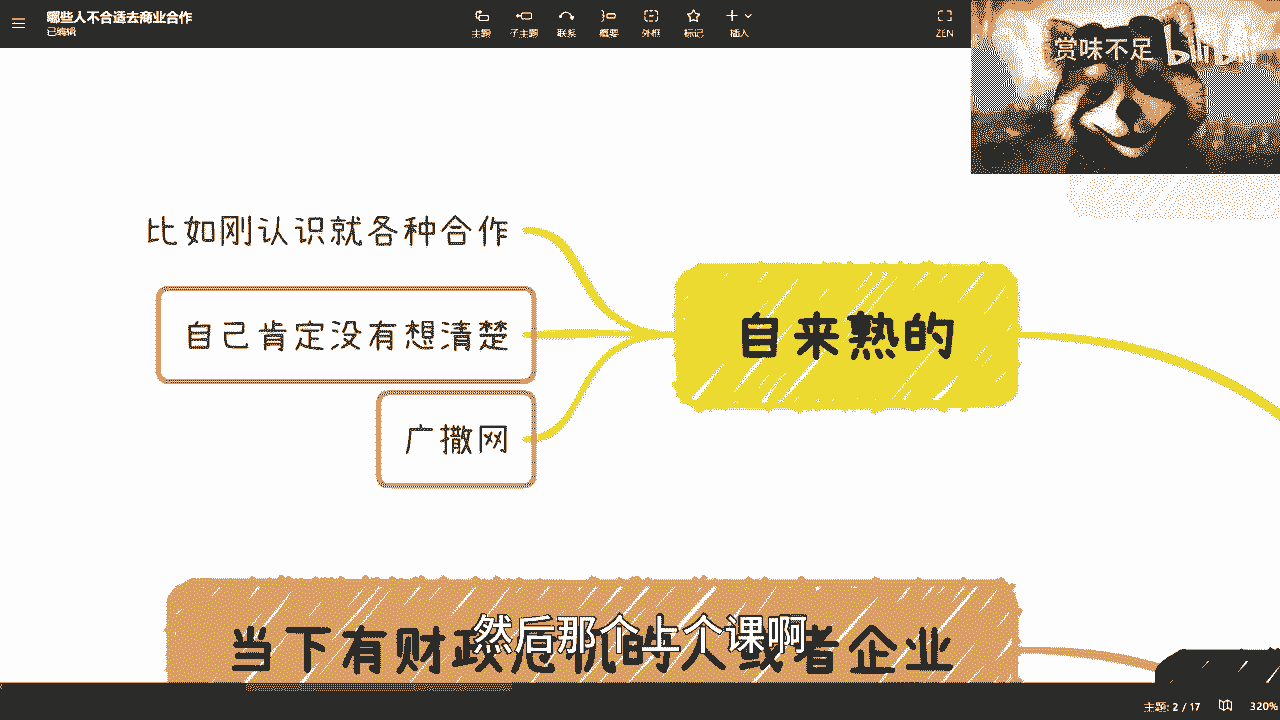 哪些人不合适去商业合作
已编辑
主题
子主题
联系
概要
外框
标记
插入
ZEN
赏味不足
bilibili
比如刚认识就各种合作
自己肯定没有想清楚
广撒网
自来熟的
当下有财政危机的人或者企业
然后那个上个课啊
主题: 2 / 17
320%